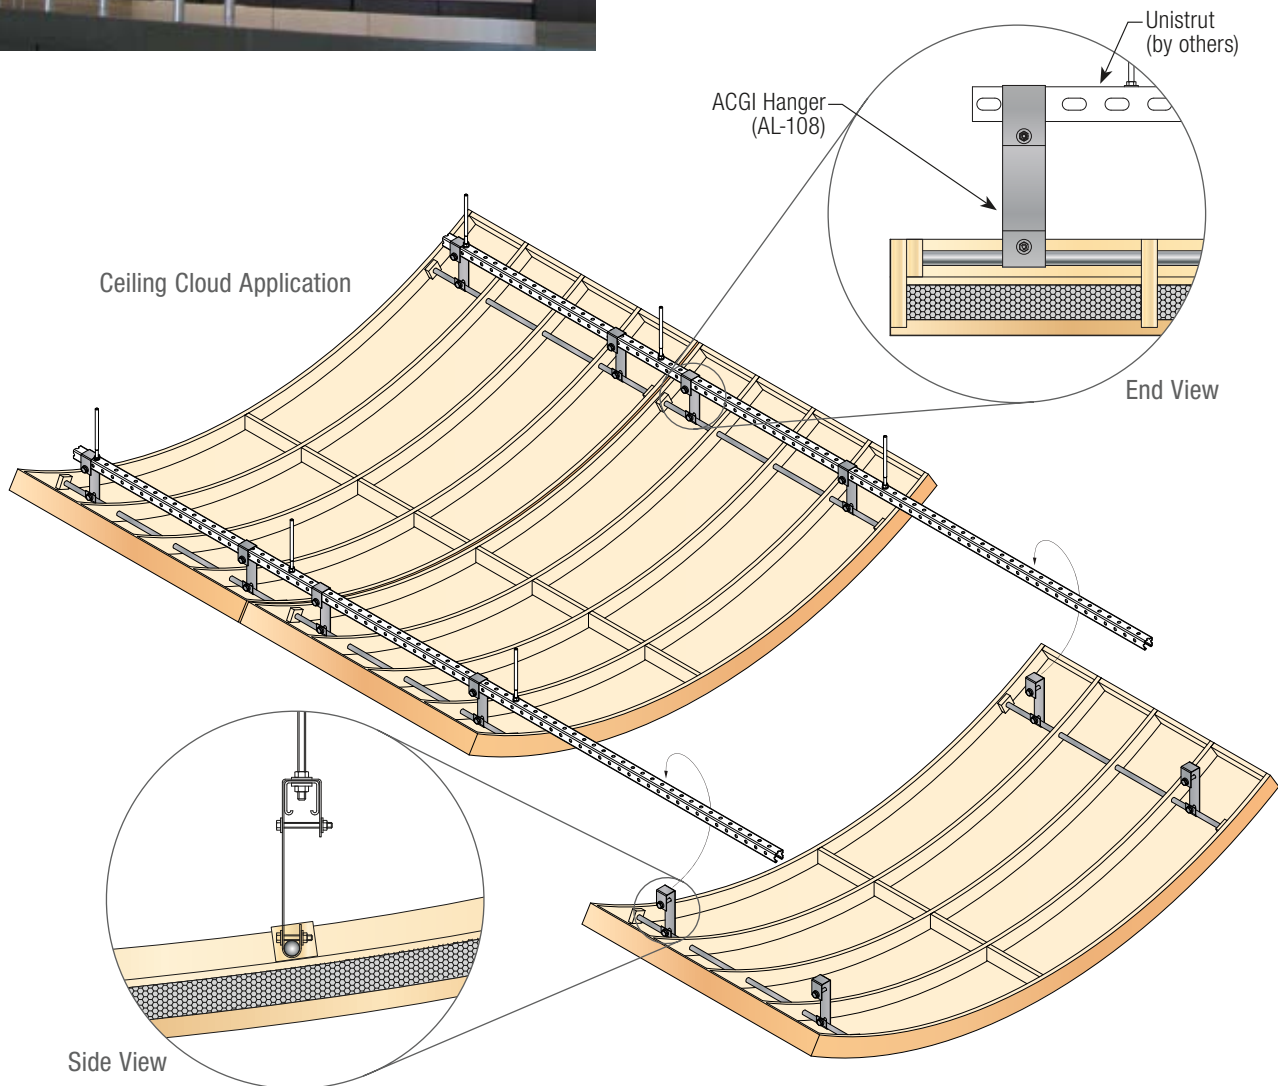 Unistrut
(by others)
ACGI Hanger
(AL-108)
Ceiling Cloud Application
End View
Side View